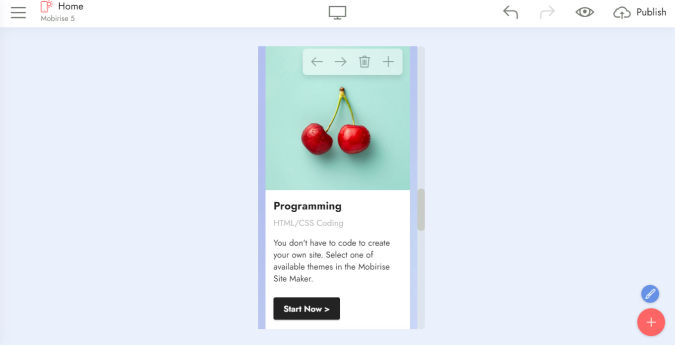 Home
Mobirise 5
Publish
Programming
HTML/CSS Coding
You don't have to code to create
your own site. Select one of
available themes in the Mobirise
Site Maker.
Start Now >